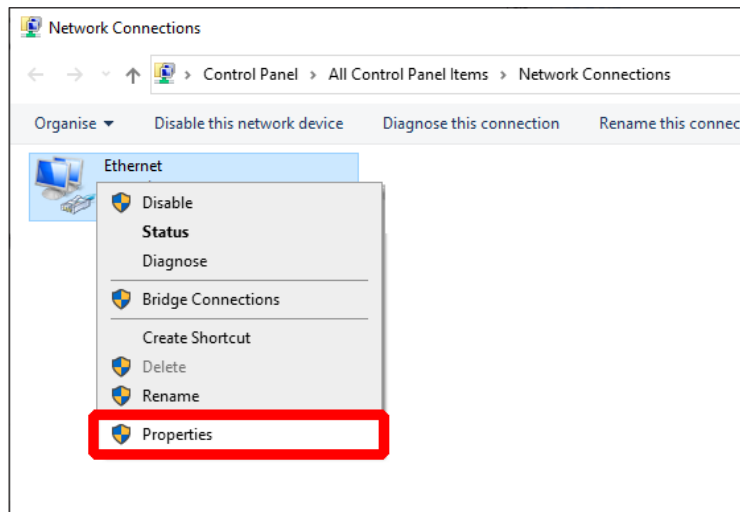 Network Connections
Control Panel > All Control Panel Items > Network Connections
Organise Disable this network device Diagnose this connection Rename this connec
Ethernet
Disable
Status
Diagnose
Bridge Connections
Create Shortcut
Delete
Rename
Properties